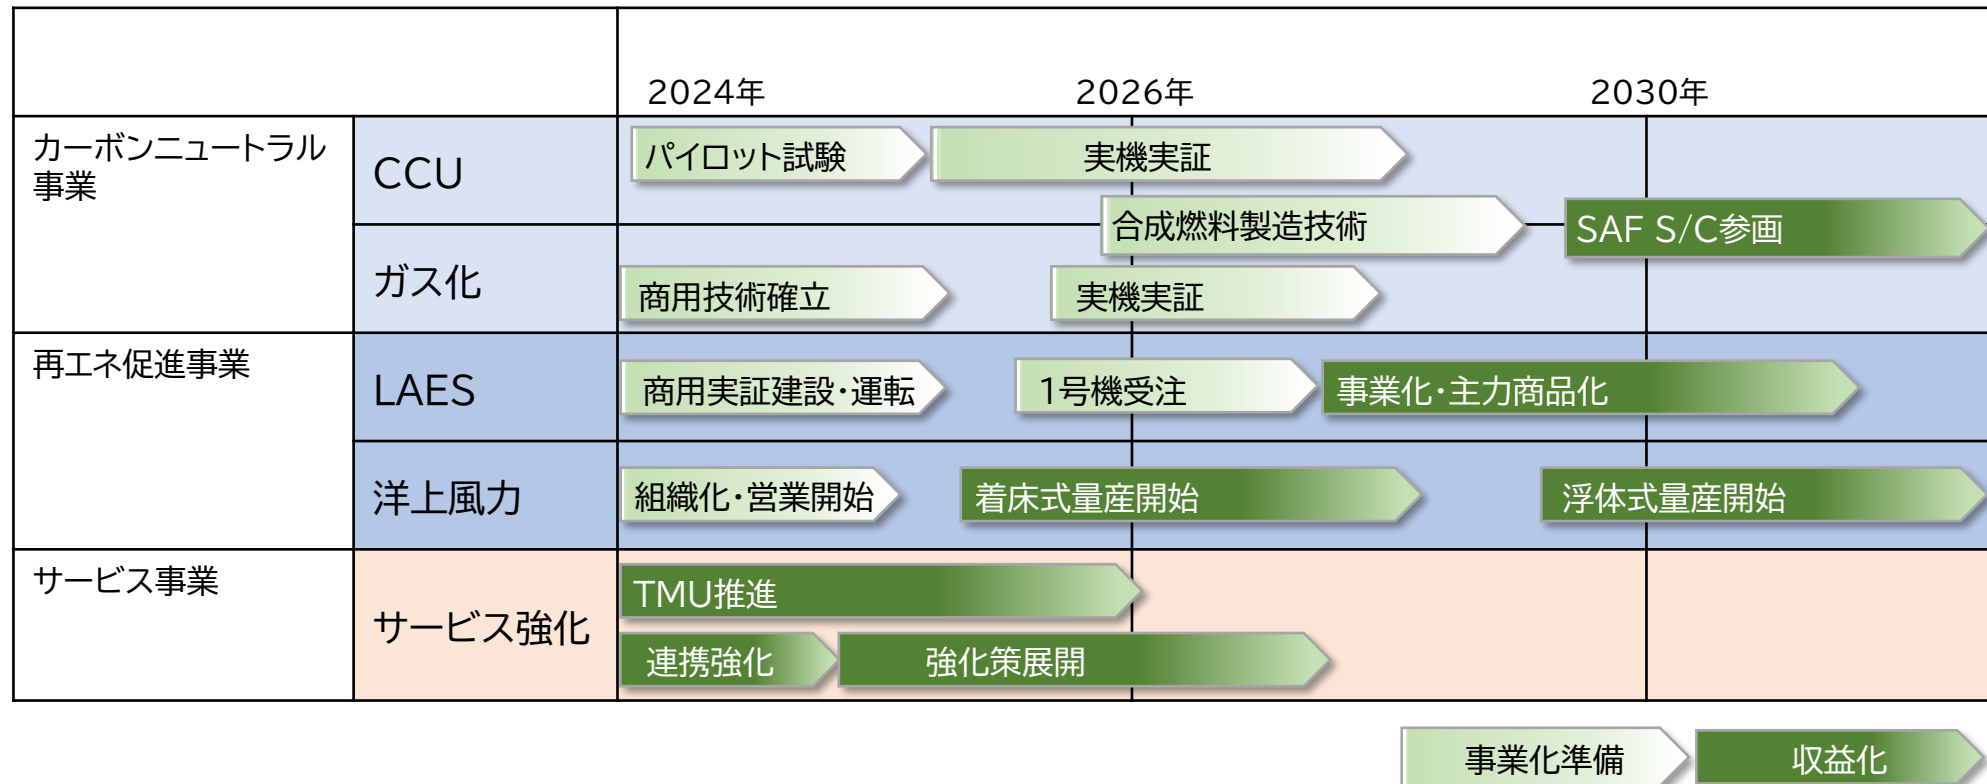 2024年
2026年
2030年
カーボンニュートラル
事業
CCU
パイロット試験
実機実証
合成燃料製造技術
SAF S/C参画
ガス化
商用技術確立
実機実証
再エネ促進事業
LAES
商用実証建設・運転
1号機受注
事業化・主力商品化
洋上風力
組織化・営業開始
着床式量産開始
浮体式量産開始
サービス事業
サービス強化
TMU推進
連携強化
強化策展開
事業化準備
収益化